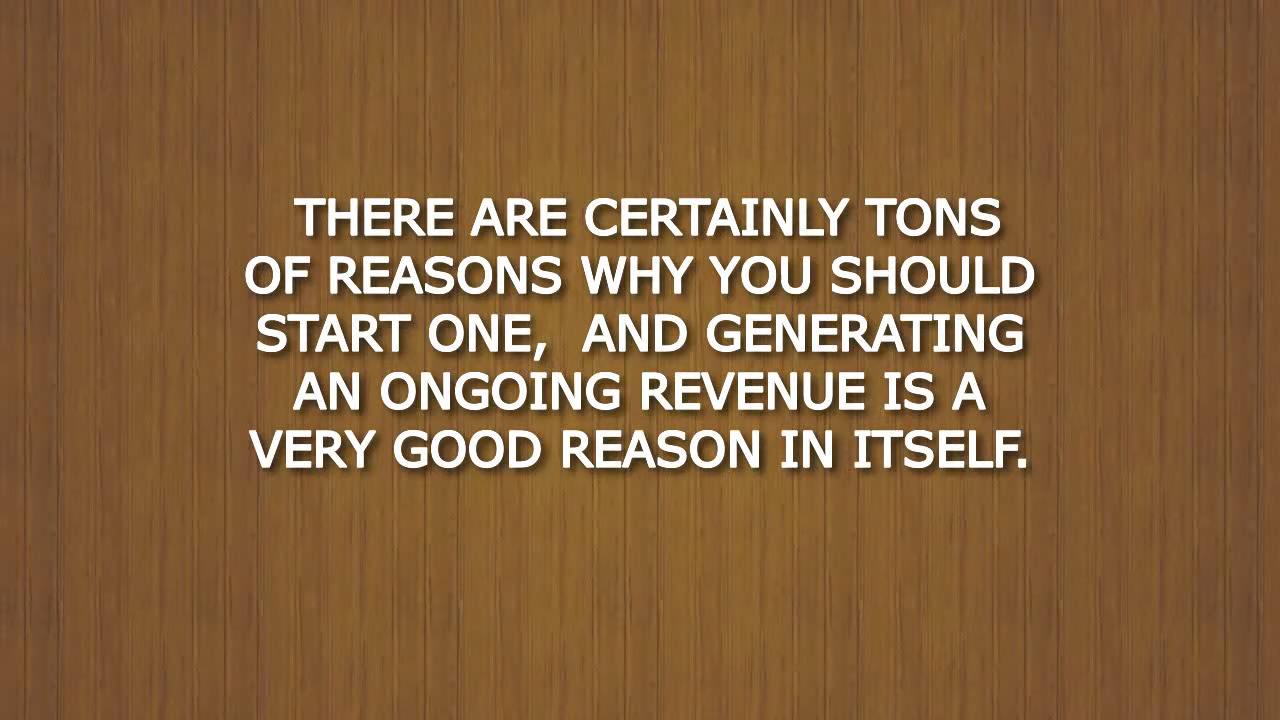 THERE ARE CERTAINLY TONS
OF REASONS WHY YOU SHOULD
START ONE,  AND GENERATING
AN ONGOING REVENUE IS A
VERY GOOD REASON IN ITSELF.